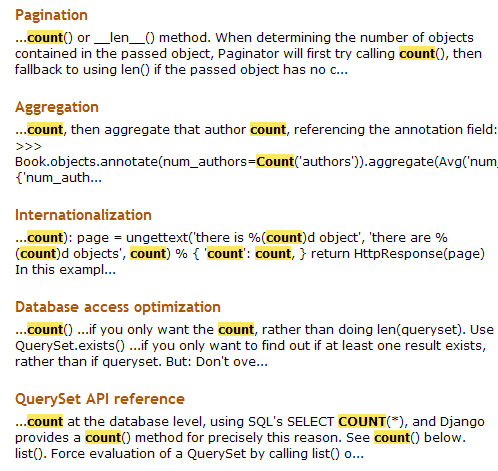 Pagination
...count() or __len__() method. When determining the number of objects
contained in the passed object, Paginator will first try calling count(), then
fallback to using len() if the passed object has no c...
Aggregation
...count, then aggregate that author count, referencing the annotation field:
>>>
Book.objects.annotate(num_authors=Count('authors')).aggregate(Avg('num_
{'num_auth...
Internationalization
...count): page = ungettext('there is %(count)d object', 'there are %
(count)d objects', count) % { 'count': count, } return HttpResponse(page)
In this exampl...
Database access optimization
...count() ...if you only want the count, rather than doing len(queryset). Use
QuerySet.exists() ...if you only want to find out if at least one result exists,
rather than if queryset. But: Don't ove...
QuerySet API reference
...count at the database level, using SQL's SELECT COUNT(*), and Django
provides a count() method for precisely this reason. See count() below.
list(). Force evaluation of a QuerySet by calling list() o...